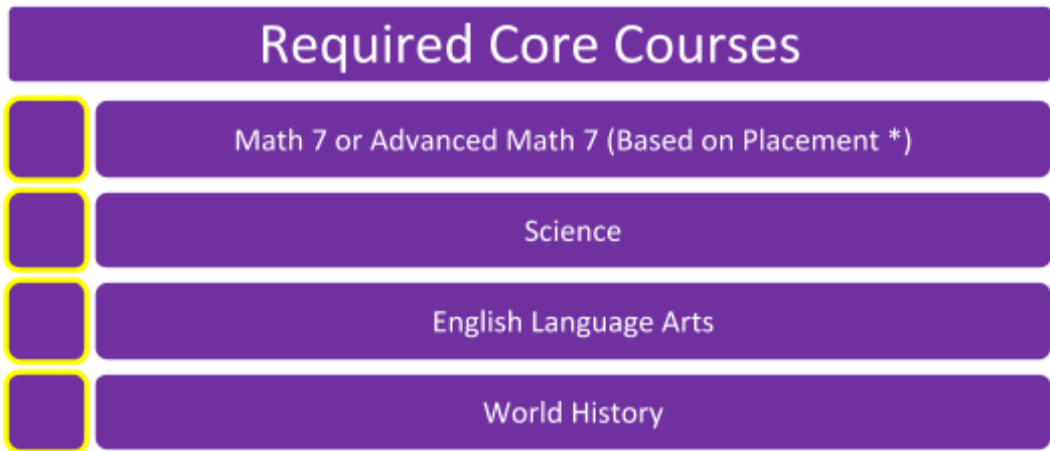 Required Core Courses
Math 7 or Advanced Math 7 (Based on Placement *)
Science
English Language Arts
World History